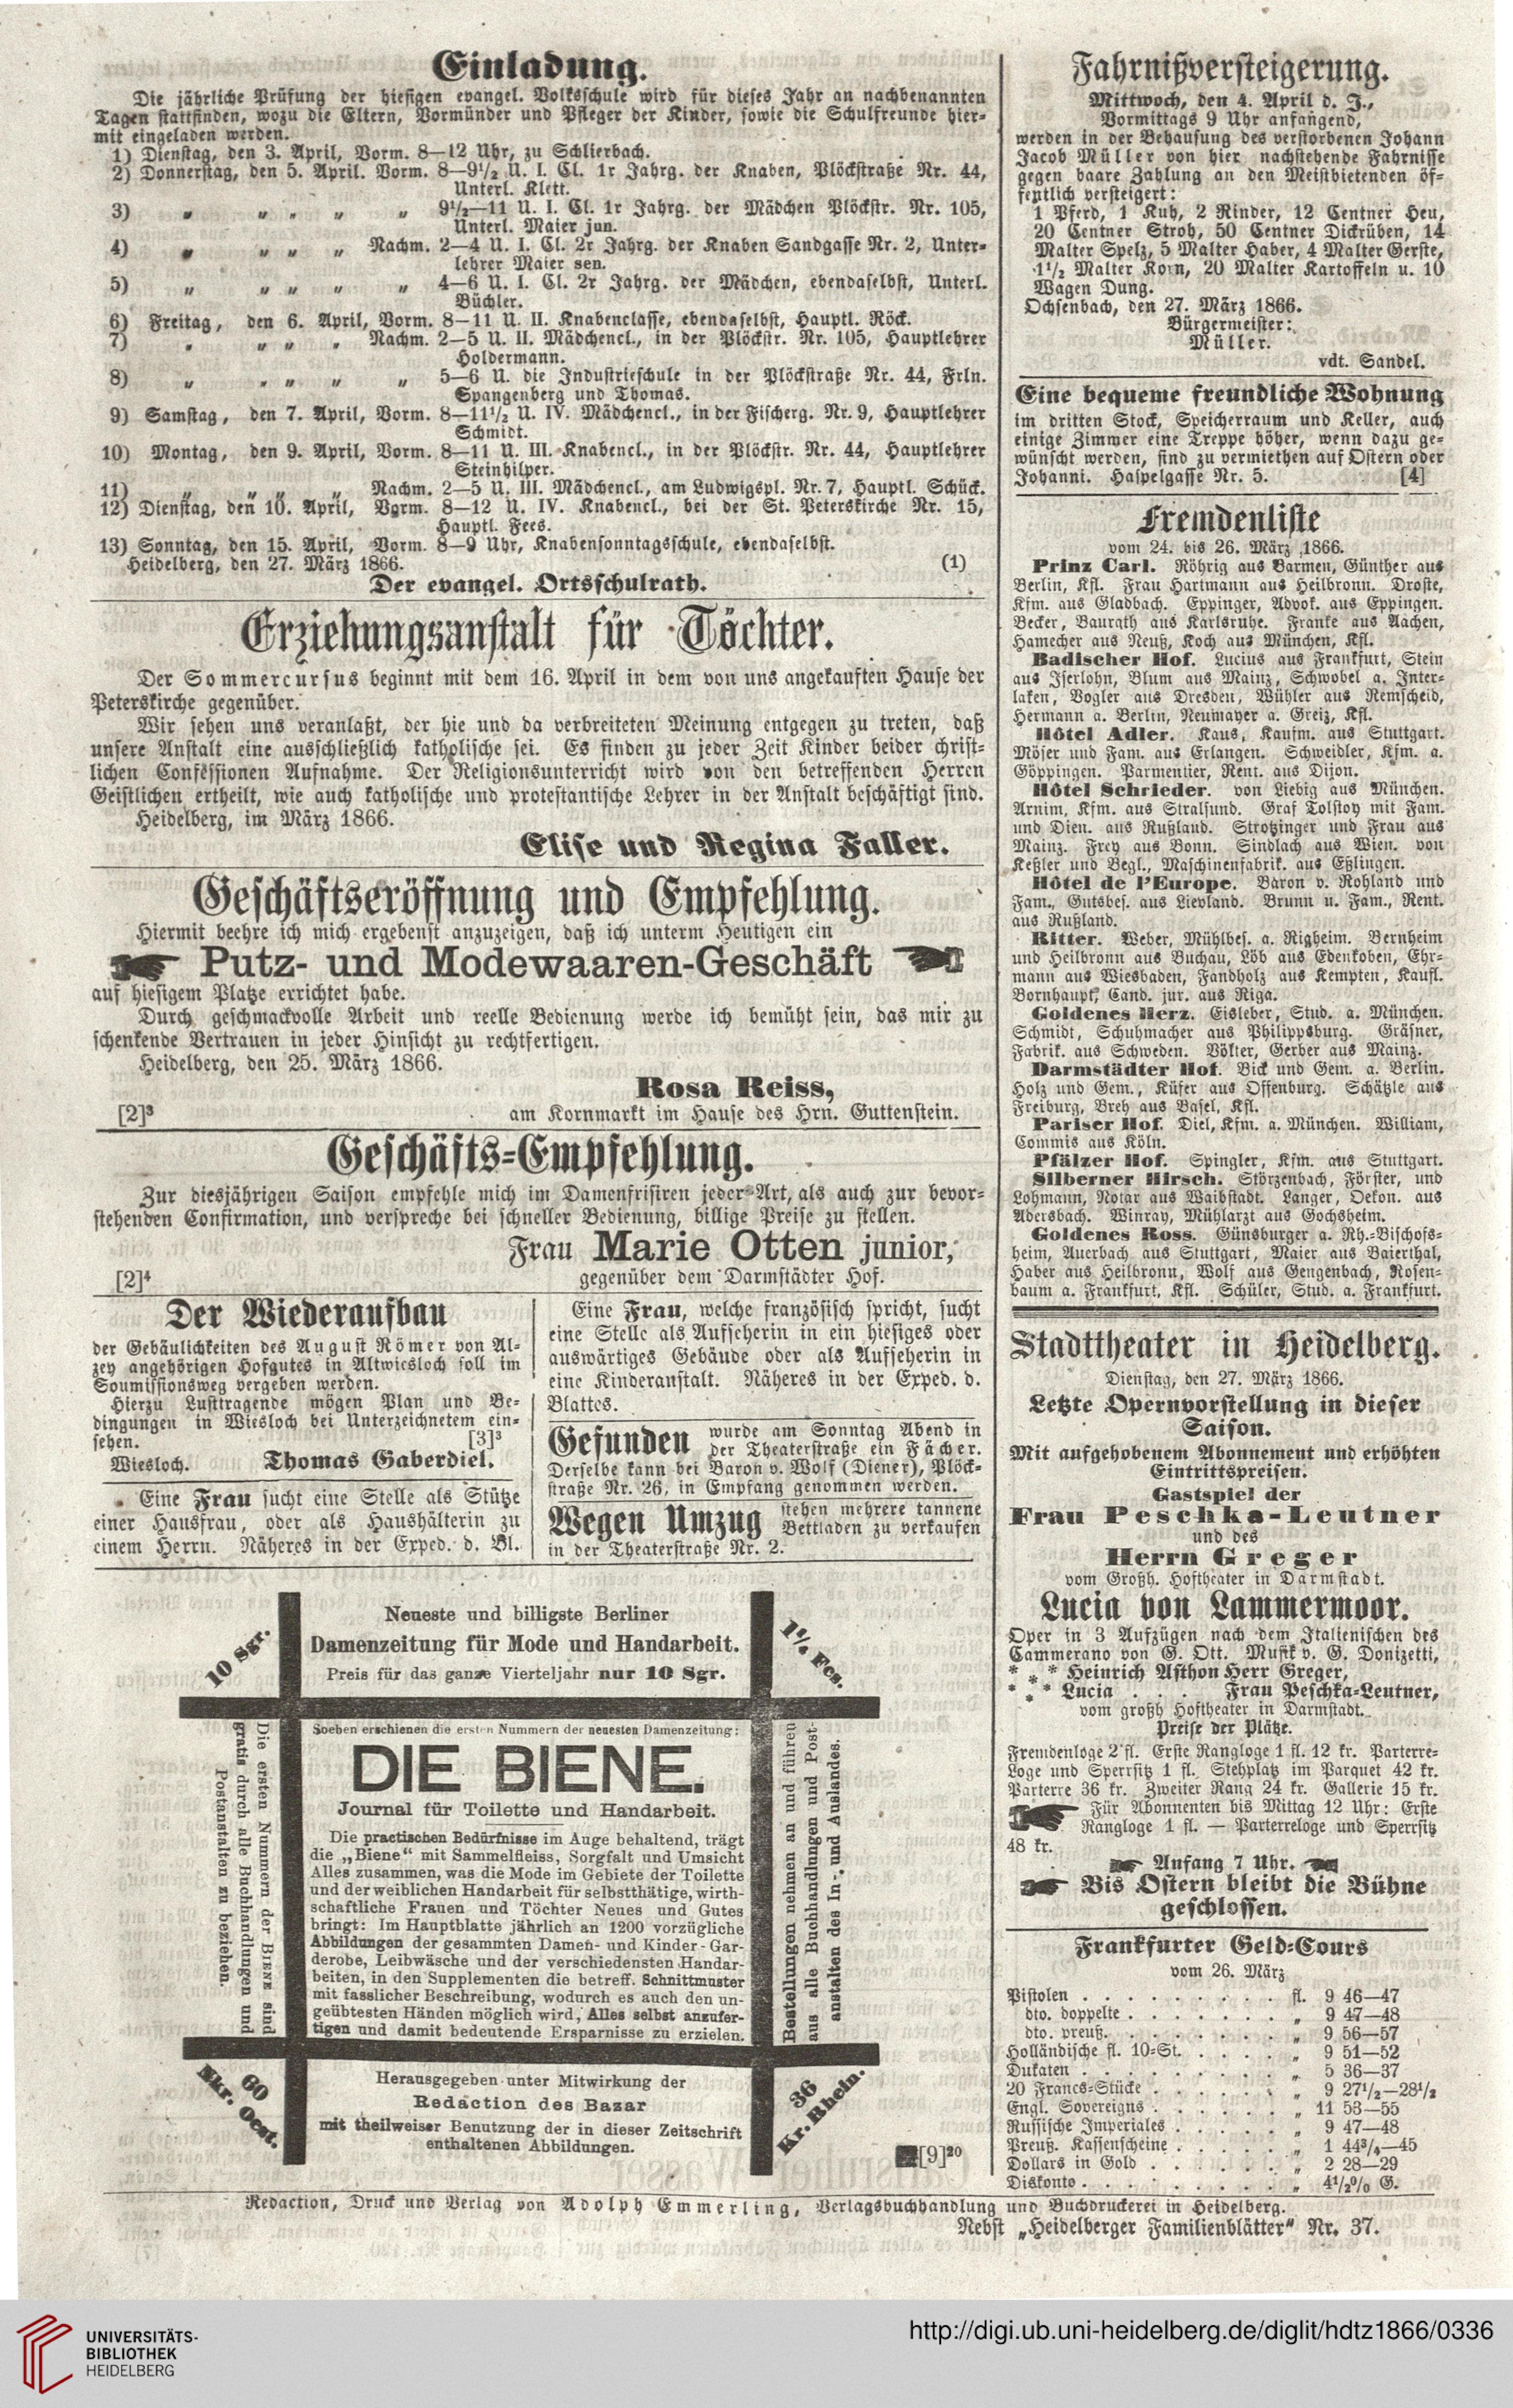 Einladung.
Die jährliche Prüfung der hiesigen evangel. Volksschule wird für dieses Jahr an nachbenannten
Tagen stattfinden, wozu die Eltern, Vormünder und Pfleger der Kinder, sowie die Schulfreunde hier-
mit eingeladen werden.
1) Dienstag, den 3. April, Vorm. 8—12 Uhr, zu Schlierbach.
2) Donnerstag, den 5. April. Vorm. 8—9½ U. I. Cl. 1r Jahrg. der Knaben, Plöckstraße Nr. 44,
Unterl. Klett.
3) „ „ „ „ „ 9½—11 U. I. Cl. 1r Jahrg. der Mädchen Plöckstr. Nr. 105,
Unterl. Maier jun.
4) „ „ „ „ Nachm. 2—4 U. I. Cl. 2r Jahrg. der Knaben Sandgasse Nr. 2, Unter-
lehrer Maier sen.
5) „ „ „ „ „ 4—6 U. I. Cl. 2r Jahrg. der Mädchen, ebendaselbst, Unterl.
Büchler.
6) Freitag, den 6. April, Vorm. 8—11 U. II. Knabenclasse, ebendaselbst, Hauptl. Röck.
7) „ „ „ „ Nachm. 2—5 U. II. Mädchencl., in der Plöckstr. Nr. 105, Hauptlehrer
Holdermann.
8) „ „ „ „ „ 5—6 U. die Industrieschule in der Plöckstraße Nr. 44, Frln.
Spangenberg und Thomas.
9) Samstag, den 7. April, Vorm. 8—11½ U. IV. Mädchencl., in der Fischerg. Nr. 9, Hauptlehrer
Schmidt.
10) Montag, den 9. April, Vorm. 8—11 U. III. Knabencl., in der Plöckstr. Nr. 44, Hauptlehrer
Steinhilper.
11) „ „ „ „ Nachm. 2—5 U. III. Mädchencl., am Ludwigspl. Nr. 7, Hauptl. Schück.
12) Dienstag, den 10. April, Vorm. 8—12 U. IV. Knabencl., bei der St. Peterskirche Nr. 15,
Hauptl. Fees.
13) Sonntag, den 15. April, Vorm. 8—9 Uhr, Knabensonntagsschule, ebendaselbst.
Heidelberg, den 27. März 1866. (1)
Der evangel. Ortsschulrath.
Erziehungsanstalt für Töchter.
Der Sommercursus beginnt mit dem 16. April in dem von uns angekauften Hause der
Peterskirche gegenüber.
Wir sehen uns veranlaßt, der hie und da verbreiteten Meinung entgegen zu treten, daß
unsere Anstalt eine ausschließlich katholische sei. Es finden zu jeder Zeit Kinder beider christ-
lichen Confessionen Aufnahme. Der Religionsunterricht wird von den betreffenden Herren
Geistlichen ertheilt, wie auch katholische und protestantische Lehrer in der Anstalt beschäftigt sind.
Heidelberg, im März 1866.
Elise und Regina Faller.
Geschäftseröffnung und Empfehlung.
Hiermit beehre ich mich ergebenst anzuzeigen, daß ich unterm Heutigen ein
Putz- und Modewaaren-Geschäft
auf hiesigem Platze errichtet habe.
Durch geschmackvolle Arbeit und reelle Bedienung werde ich bemüht sein, das mir zu
schenkende Vertrauen in jeder Hinsicht zu rechtfertigen.
Heidelberg, den 25. März 1866.
Rosa Reiss,
[2]³ am Kornmarkt im Hause des Hrn. Guttenstein.
Geschäfts-Empfehlung.
Zur diesjährigen Saison empfehle mich im Damenfrisiren jeder Art, als auch zur bevor-
stehenden Confirmation, und verspreche bei schneller Bedienung, billige Preise zu stellen.
Frau Marie Otten junior,
[2]⁴ gegenüber dem Darmstädter Hof.
Der Wiederaufbau
der Gebäulichkeiten des August Römer von Al-
zey angehörigen Hofgutes in Altwiesloch soll im
Soumissionsweg vergeben werden.
Hierzu Lusttragende mögen Plan und Be-
dingungen in Wiesloch bei Unterzeichnetem ein-
sehen. [3]³
Wiesloch. Thomas Gaberdiel.
Eine Frau sucht eine Stelle als Stütze
einer Hausfrau, oder als Haushälterin zu
einem Herrn. Näheres in der Exped. d. Bl.
Eine Frau, welche französisch spricht, sucht
eine Stelle als Aufseherin in ein hiesiges oder
auswärtiges Gebäude oder als Aufseherin in
eine Kinderanstalt. Näheres in der Exped. d.
Blattes.
Gefunden wurde am Sonntag Abend in
der Theaterstraße ein Fächer.
Derselbe kann bei Baron v. Wolf (Diener), Plöck-
straße Nr. 26, in Empfang genommen werden.
Wegen Umzug stehen mehrere tannene
Bettladen zu verkaufen
in der Theaterstraße Nr. 2.
10 Sgr.
Neueste und billigste Berliner
Damenzeitung für Mode und Handarbeit.
Preis für das ganze Vierteljahr nur 10 Sgr.
1¼ Fcs.
Die ersten Nummern der BIENE sind
gratis durch alle Buchhandlungen und
Postanstalten zu beziehen.
Soeben erschienen die ersten Nummern der neuesten Damenzeitung:
DIE BIENE.
Journal für Toilette und Handarbeit.
Die practischen Bedürfnisse im Auge behaltend, trägt
die „Biene“ mit Sammelfleiss, Sorgfalt und Umsicht
Alles zusammen, was die Mode im Gebiete der Toilette
und der weiblichen Handarbeit für selbstthätige, wirth-
schaftliche Frauen und Töchter Neues und Gutes
bringt: Im Hauptblatte jährlich an 1200 vorzügliche
Abbildungen der gesammten Damen- und Kinder-Gar-
derobe, Leibwäsche und der verschiedensten Handar-
beiten, in den Supplementen die betreff. Schnittmuster
mit fasslicher Beschreibung, wodurch es auch den un-
geübtesten Händen möglich wird, Alles selbst anzufer-
tigen und damit bedeutende Ersparnisse zu erzielen.
Bestellungen nehmen an und führen
aus alle Buchhandlungen und Post-
anstalten des In- und Auslandes.
60
Nkr. Oest.
Herausgegeben unter Mitwirkung der
Redaction des Bazar
mit theilweiser Benutzung der in dieser Zeitschrift
enthaltenen Abbildungen.
36
Kr. Rhein.
[9]²⁰
Fahrnißversteigerung.
Mittwoch, den 4. April d. J.,
Vormittags 9 Uhr anfangend,
werden in der Behausung des verstorbenen Johann
Jacob Müller von hier nachstehende Fahrnisse
gegen baare Zahlung an den Meistbietenden öf-
fentlich versteigert:
1 Pferd, 1 Kuh, 2 Rinder, 12 Centner Heu,
20 Centner Stroh, 50 Centner Dickrüben, 14
Malter Spelz, 5 Malter Haber, 4 Malter Gerste,
1½ Malter Korn, 20 Malter Kartoffeln u. 10
Wagen Dung.
Ochsenbach, den 27. März 1866.
Bürgermeister:
Müller.
vdt. Sandel.
Eine bequeme freundliche Wohnung
im dritten Stock, Speicherraum und Keller, auch
einige Zimmer eine Treppe höher, wenn dazu ge-
wünscht werden, sind zu vermiethen auf Ostern oder
Johanni. Haspelgasse Nr. 5. [4]
Fremdenliste
vom 24. bis 26. März 1866.
Prinz Carl. Röhrig aus Barmen, Günther aus
Berlin, Kfl. Frau Hartmann aus Heilbronn. Droste,
Kfm. aus Gladbach. Eppinger, Advok. aus Eppingen.
Becker, Baurath aus Karlsruhe. Franke aus Aachen,
Hamecher aus Neuß, Koch aus München, Kfl.
Badischer Hof. Lucius aus Frankfurt, Stein
aus Iserlohn, Blum aus Mainz, Schwobel a. Inter-
laken, Vogler aus Dresden, Wühler aus Remscheid,
Hermann a. Berlin, Neumayer a. Greiz, Kfl.
Hôtel Adler. Kaus, Kaufm. aus Stuttgart.
Möser und Fam. aus Erlangen. Schweidler, Kfm. a.
Göppingen. Parmentier, Rent. aus Dijon.
Hôtel Schrieder. von Liebig aus München.
Arnim, Kfm. aus Stralsund. Graf Tolstoy mit Fam.
und Dien. aus Rußland. Strotzinger und Frau aus
Mainz. Frey aus Bonn. Sindlach aus Wien. von
Keßler und Begl., Maschinenfabrik. aus Eßlingen.
Hôtel de l'Europe. Baron v. Rohland und
Fam., Gutsbes. aus Lievland. Brunn u. Fam., Rent.
aus Rußland.
Ritter. Weber, Mühlbes. a. Righeim. Bernheim
und Heilbronn aus Buchau, Löb aus Edenkoben, Ehr-
mann aus Wiesbaden, Fandholz aus Kempten, Kaufl.
Bornhaupt, Cand. jur. aus Riga.
Goldenes Herz. Eisleber, Stud. a. München.
Schmidt, Schuhmacher aus Philippsburg. Gräsner,
Fabrik. aus Schweden. Völter, Gerber aus Mainz.
Darmstädter Hof. Bick und Gem. a. Berlin.
Holz und Gem., Küfer aus Offenburg. Schätzle aus
Freiburg, Breh aus Basel, Kfl.
Pariser Hof. Diel, Kfm. a. München. William,
Commis aus Köln.
Pfälzer Hof. Spingler, Kfm. aus Stuttgart.
Silberner Hirsch. Störzenbach, Förster, und
Lohmann, Notar aus Waibstadt. Langer, Oekon. aus
Adersbach. Winray, Mühlarzt aus Gochsheim.
Goldenes Ross. Günsburger a. Rh.-Bischofs-
heim, Auerbach aus Stuttgart, Maier aus Baierthal,
Haber aus Heilbronn, Wolf aus Gengenbach, Rosen-
baum a. Frankfurt, Kfl. Schüler, Stud. a. Frankfurt.
Stadttheater in Heidelberg.
Dienstag, den 27. März 1866.
Letzte Opernvorstellung in dieser
Saison.
Mit aufgehobenem Abonnement und erhöhten
Eintrittspreisen.
Gastspiel der
Frau Peschka-Leutner
und des
Herrn Greger
vom Großh. Hoftheater in Darmstadt.
Lucia von Lammermoor.
Oper in 3 Aufzügen nach dem Italienischen des
Cammerano von G. Ott. Musik v. G. Donizetti,
* * * Heinrich Asthon Herr Greger,
* * * Lucia . . . Frau Peschka-Leutner,
vom großh Hoftheater in Darmstadt.
Preise der Plätze.
Fremdenloge 2 fl. Erste Rangloge 1 fl. 12 kr. Parterre-
Loge und Sperrsitz 1 fl. Stehplatz im Parquet 42 kr.
Parterre 36 kr. Zweiter Rang 24 kr. Gallerie 15 kr.
Für Abonnenten bis Mittag 12 Uhr: Erste
Rangloge 1 fl. — Parterreloge und Sperrsitz
48 kr.
Anfang 7 Uhr.
Bis Ostern bleibt die Bühne
geschlossen.
Frankfurter Geld-Cours
vom 26. März
Pistolen . . . . . . . . fl. 9 46—47
dto. doppelte . . . . . . . „ 9 47—48
dto. preuß. . . . . . . . „ 9 56—57
Holländische fl. 10-St. . . . . „ 9 51—52
Dukaten . . . . . . . . „ 5 36—37
20 Francs-Stücke . . . . . „ 9 27½—28½
Engl. Sovereigns . . . . . . „ 11 53—55
Russische Imperiales . . . . . „ 9 47—48
Preuß. Kassenscheine . . . . . „ 1 44¾—45
Dollars in Gold . . . . . . „ 2 28—29
Diskonto . . . . . . . . „ 4½% G.
Redaction, Druck und Verlag von Adolph Emmerling, Verlagsbuchhandlung und Buchdruckerei in Heidelberg.
Nebst „Heidelberger Familienblätter“ Nr. 37.
UNIVERSITÄTS-
BIBLIOTHEK
HEIDELBERG
http://digi.ub.uni-heidelberg.de/diglit/hdtz1866/0336